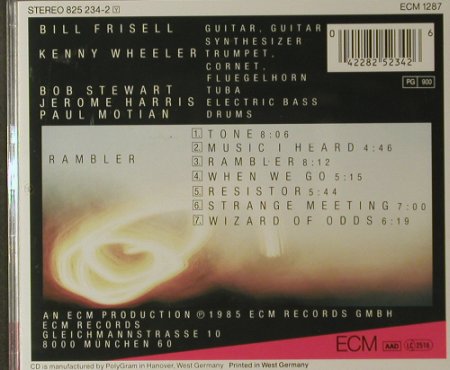 STEREO 825 234-2 Y
ECM 1287
BILL FRISELL GUITAR, GUITAR SYNTHESIZER
KENNY WHEELER TRUMPET, CORNET, FLUEGELHORN
BOB STEWART TUBA
JEROME HARRIS ELECTRIC BASS
PAUL MOTIAN DRUMS
0 6
42282 52342
PG 900
RAMBLER
1. TONE 8:06
2. MUSIC I HEARD 4:46
3. RAMBLER 8:12
4. WHEN WE GO 5:15
5. RESISTOR 5:44
6. STRANGE MEETING 7:00
7. WIZARD OF ODDS 6:19
AN ECM PRODUCTION ℗1985 ECM RECORDS GMBH
ECM RECORDS
GLEICHMANNSTRASSE 10
8000 MÜNCHEN 60
ECM AAD LC 2516
CD is manufactured by PolyGram in Hanover, West Germany Printed in West Germany